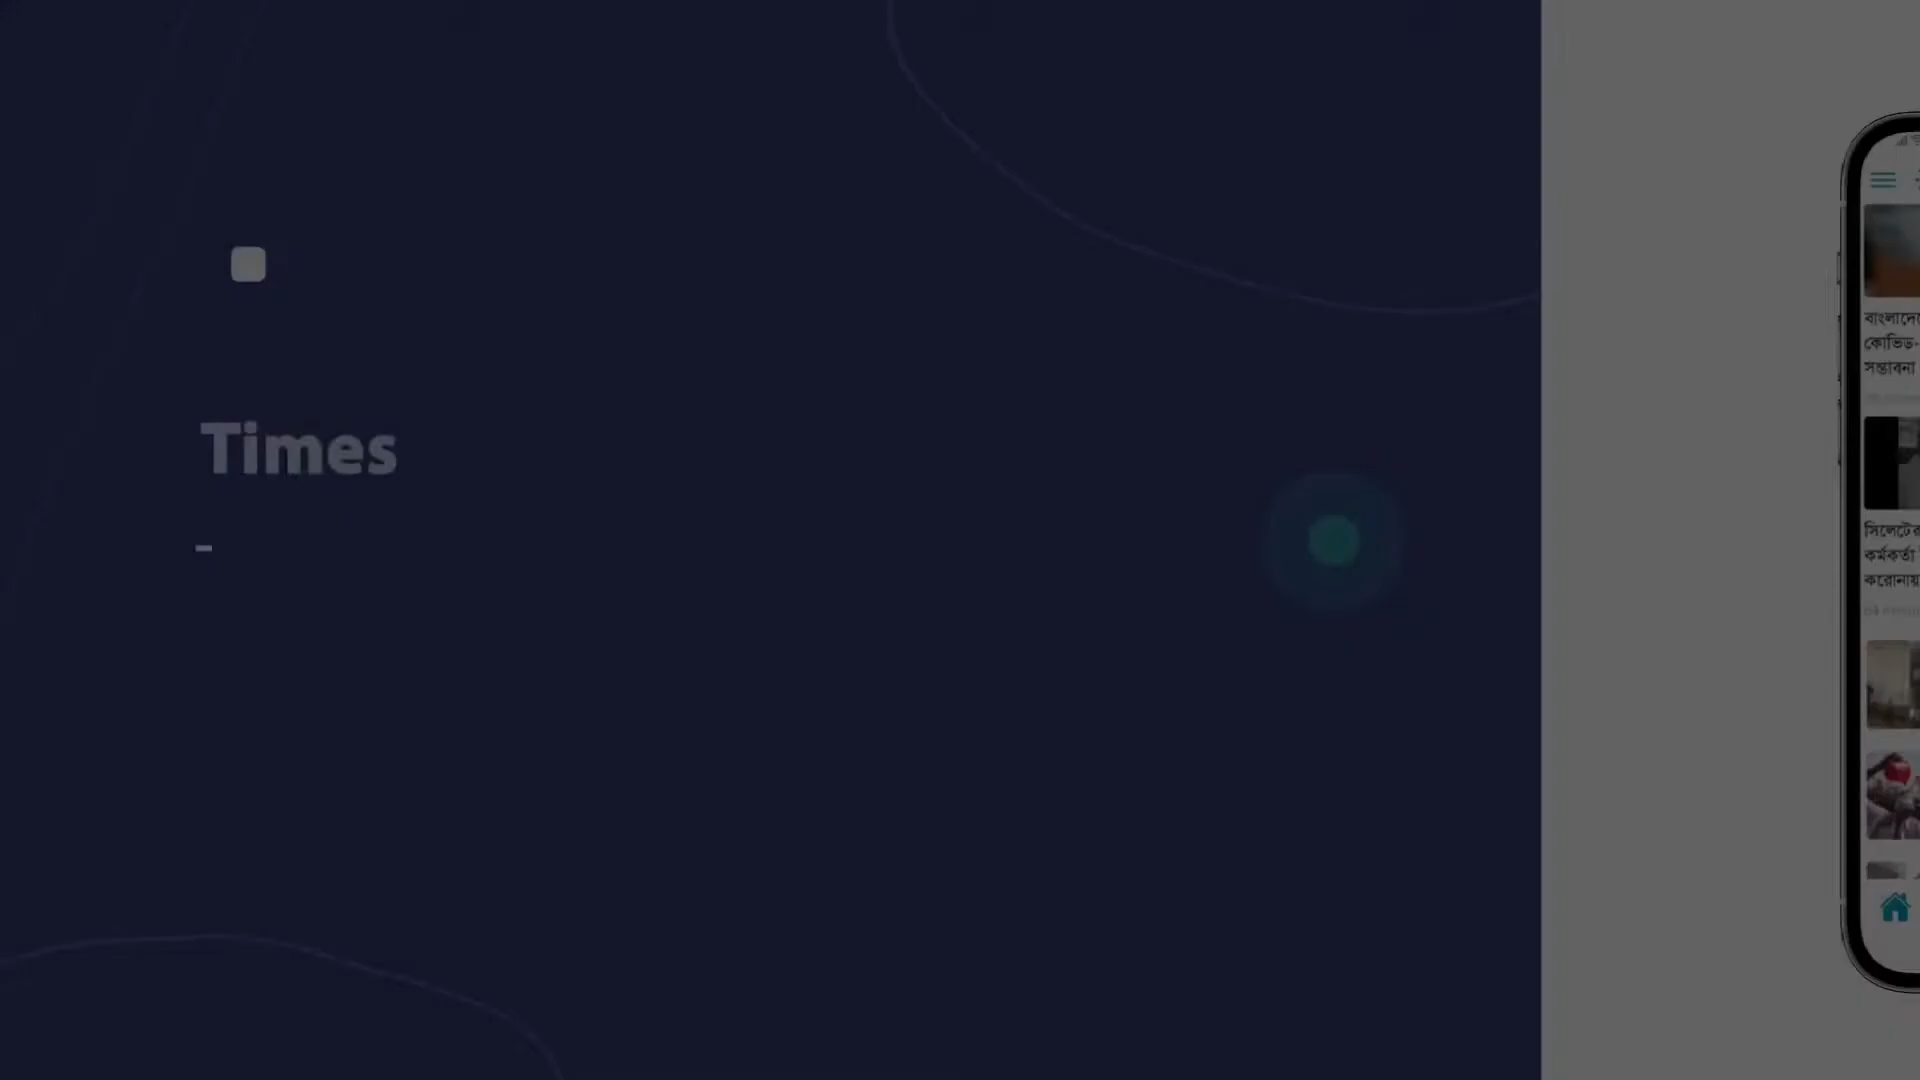 Times
বাংলাদে
কোভিড-
সম্ভাবনা
সিলেটের
কর্মকর্তা
করোনায়